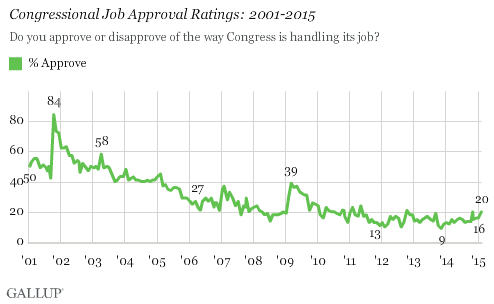 Congressional Job Approval Ratings: 2001-2015
Do you approve or disapprove of the way Congress is handling its job?
% Approve
84
80
58
60
39
40
50
27
20
20
16
13
9
0
'01 '02 '03 '04 '05 '06 '07 '08 '09 '10 '11 '12 '13 '14 '15
GALLUP®